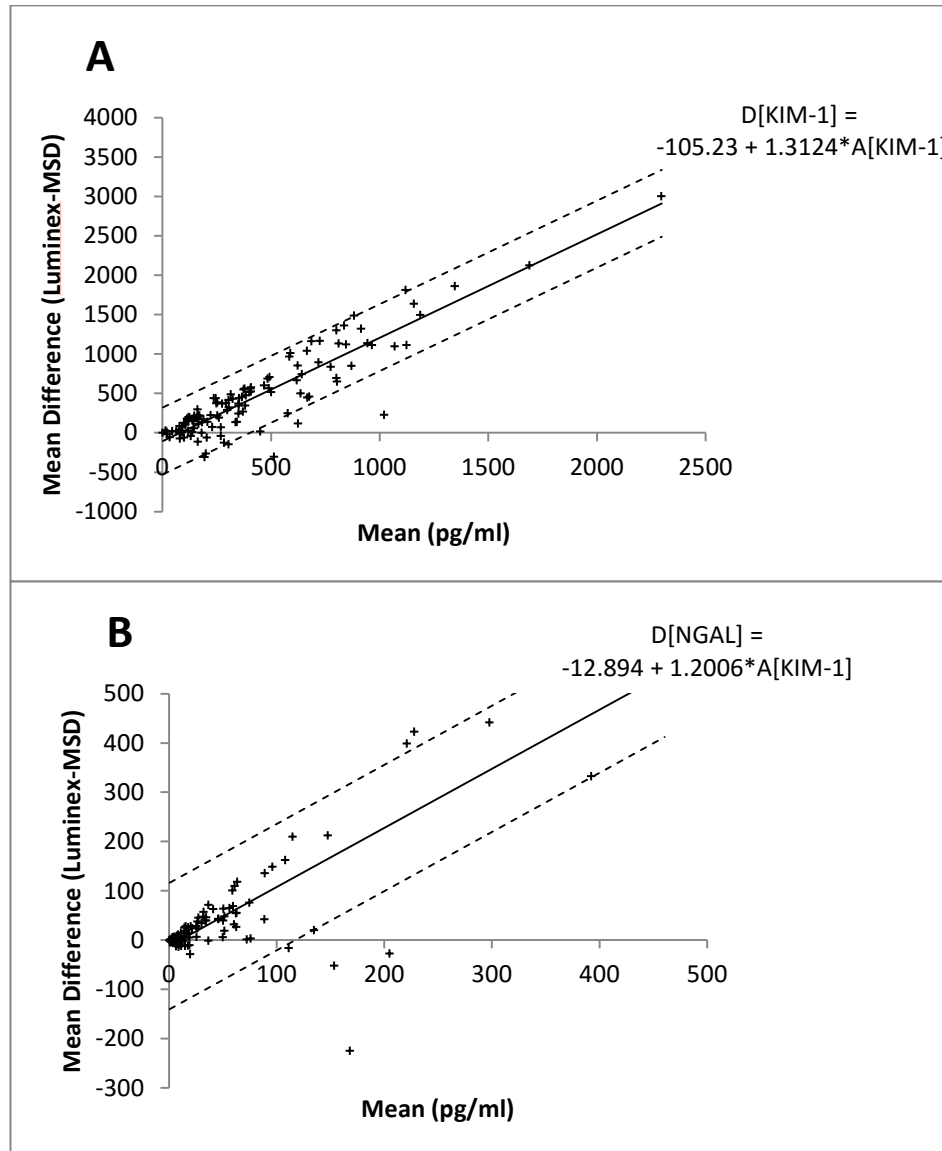 A
D[KIM-1] =
-105.23 + 1.3124*A[KIM-1]
Mean Difference (Luminex-MSD)
4000
3500
3000
2500
2000
1500
1000
500
0
-500
-1000
0 500 1000 1500 2000 2500
Mean (pg/ml)
B
D[NGAL] =
-12.894 + 1.2006*A[KIM-1]
Mean Difference (Luminex-MSD)
500
400
300
200
100
0
-100
-200
-300
0 100 200 300 400 500
Mean (pg/ml)